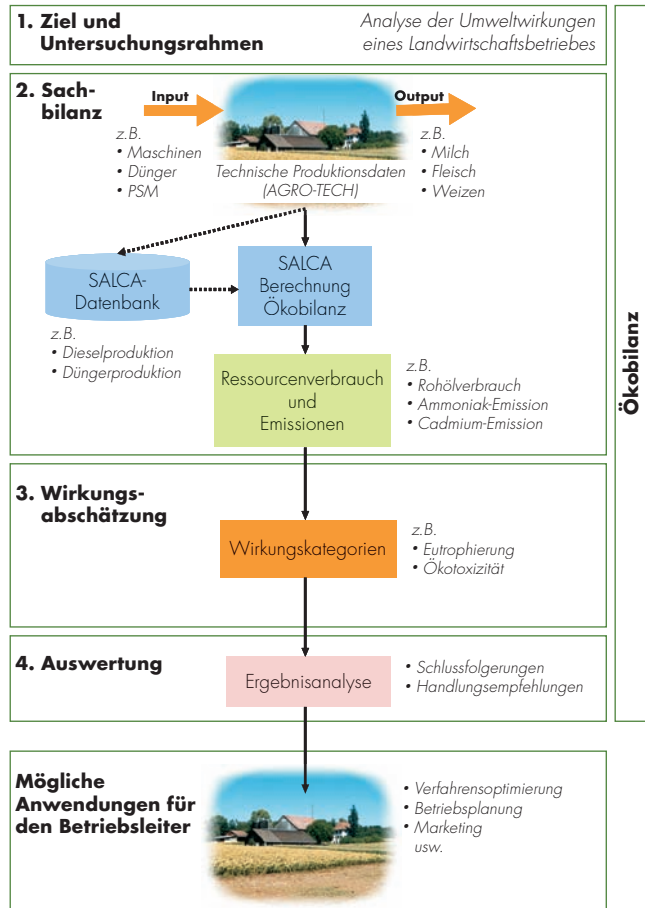 1. Ziel und
Untersuchungsrahmen
Analyse der Umweltwirkungen
eines Landwirtschaftsbetriebes
2. Sach-
bilanz
Input
Output
z.B.
• Maschinen
• Dünger
• PSM
Technische Produktionsdaten
(AGRO-TECH)
z.B.
• Milch
• Fleisch
• Weizen
SALCA-
Datenbank
SALCA
Berechnung
Ökobilanz
z.B.
• Dieselproduktion
• Düngerproduktion
Ressourcenverbrauch
und
Emissionen
z.B.
• Rohölverbrauch
• Ammoniak-Emission
• Cadmium-Emission
3. Wirkungs-
abschätzung
Wirkungskategorien
z.B.
• Eutrophierung
• Ökotoxizität
4. Auswertung
Ergebnisanalyse
• Schlussfolgerungen
• Handlungsempfehlungen
Ökobilanz
Mögliche
Anwendungen für
den Betriebsleiter
• Verfahrensoptimierung
• Betriebsplanung
• Marketing
usw.